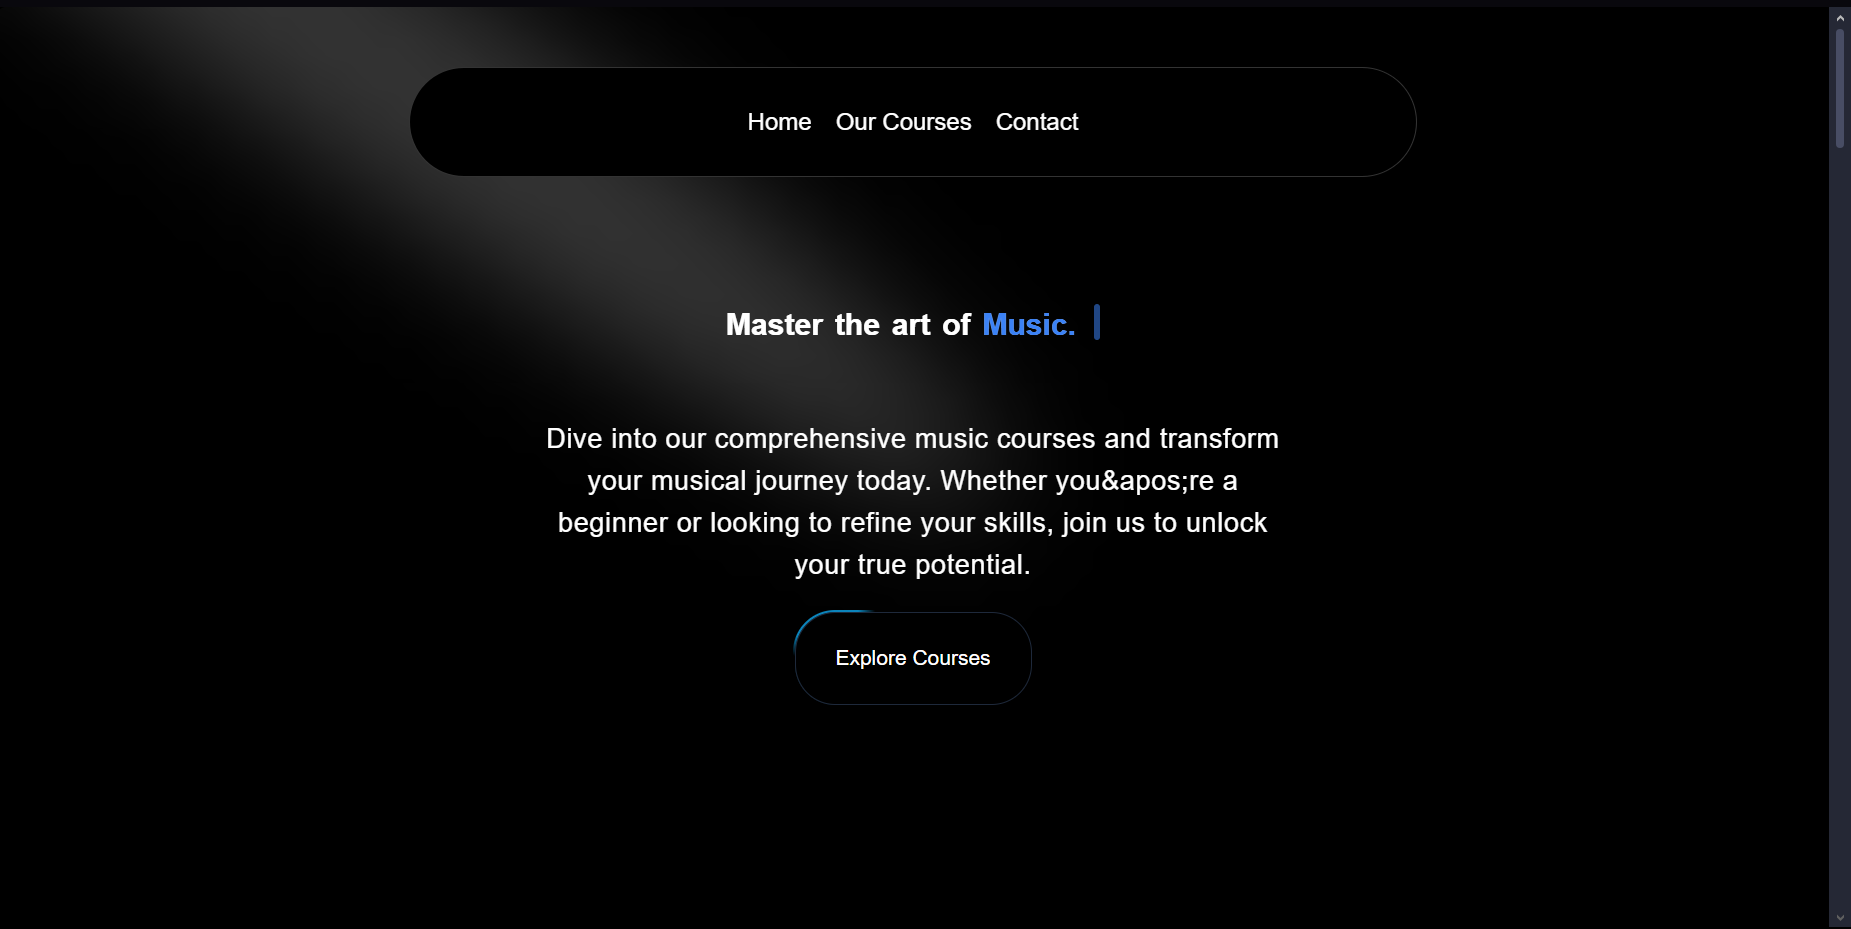 Home Our Courses Contact
Master the art of Music.
Dive into our comprehensive music courses and transform
your musical journey today. Whether you&apos;re a
beginner or looking to refine your skills, join us to unlock
your true potential.
Explore Courses